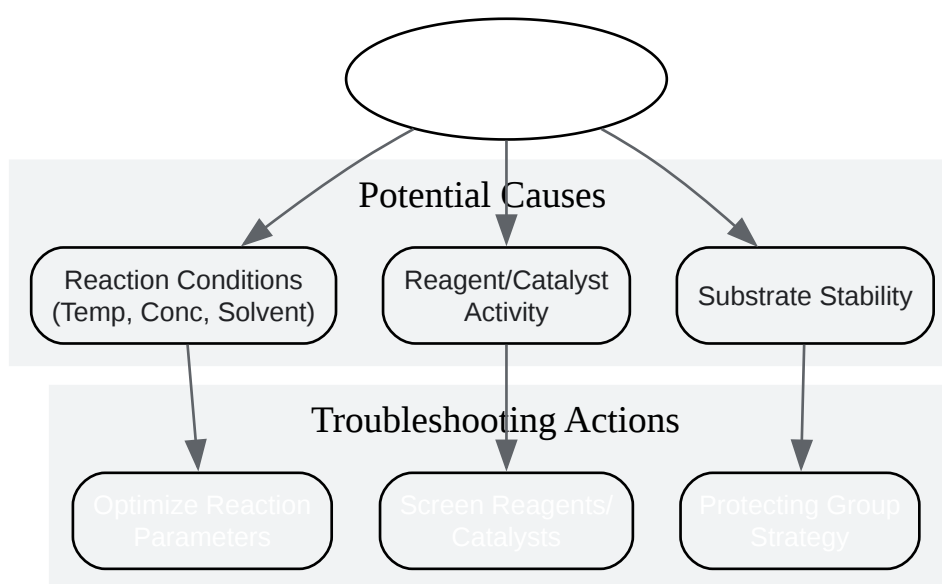 Potential Causes
Reaction Conditions
(Temp, Conc, Solvent)
Reagent/Catalyst
Activity
Substrate Stability
Troubleshooting Actions
Optimize Reaction
Parameters
Screen Reagents/
Catalysts
Protecting Group
Strategy